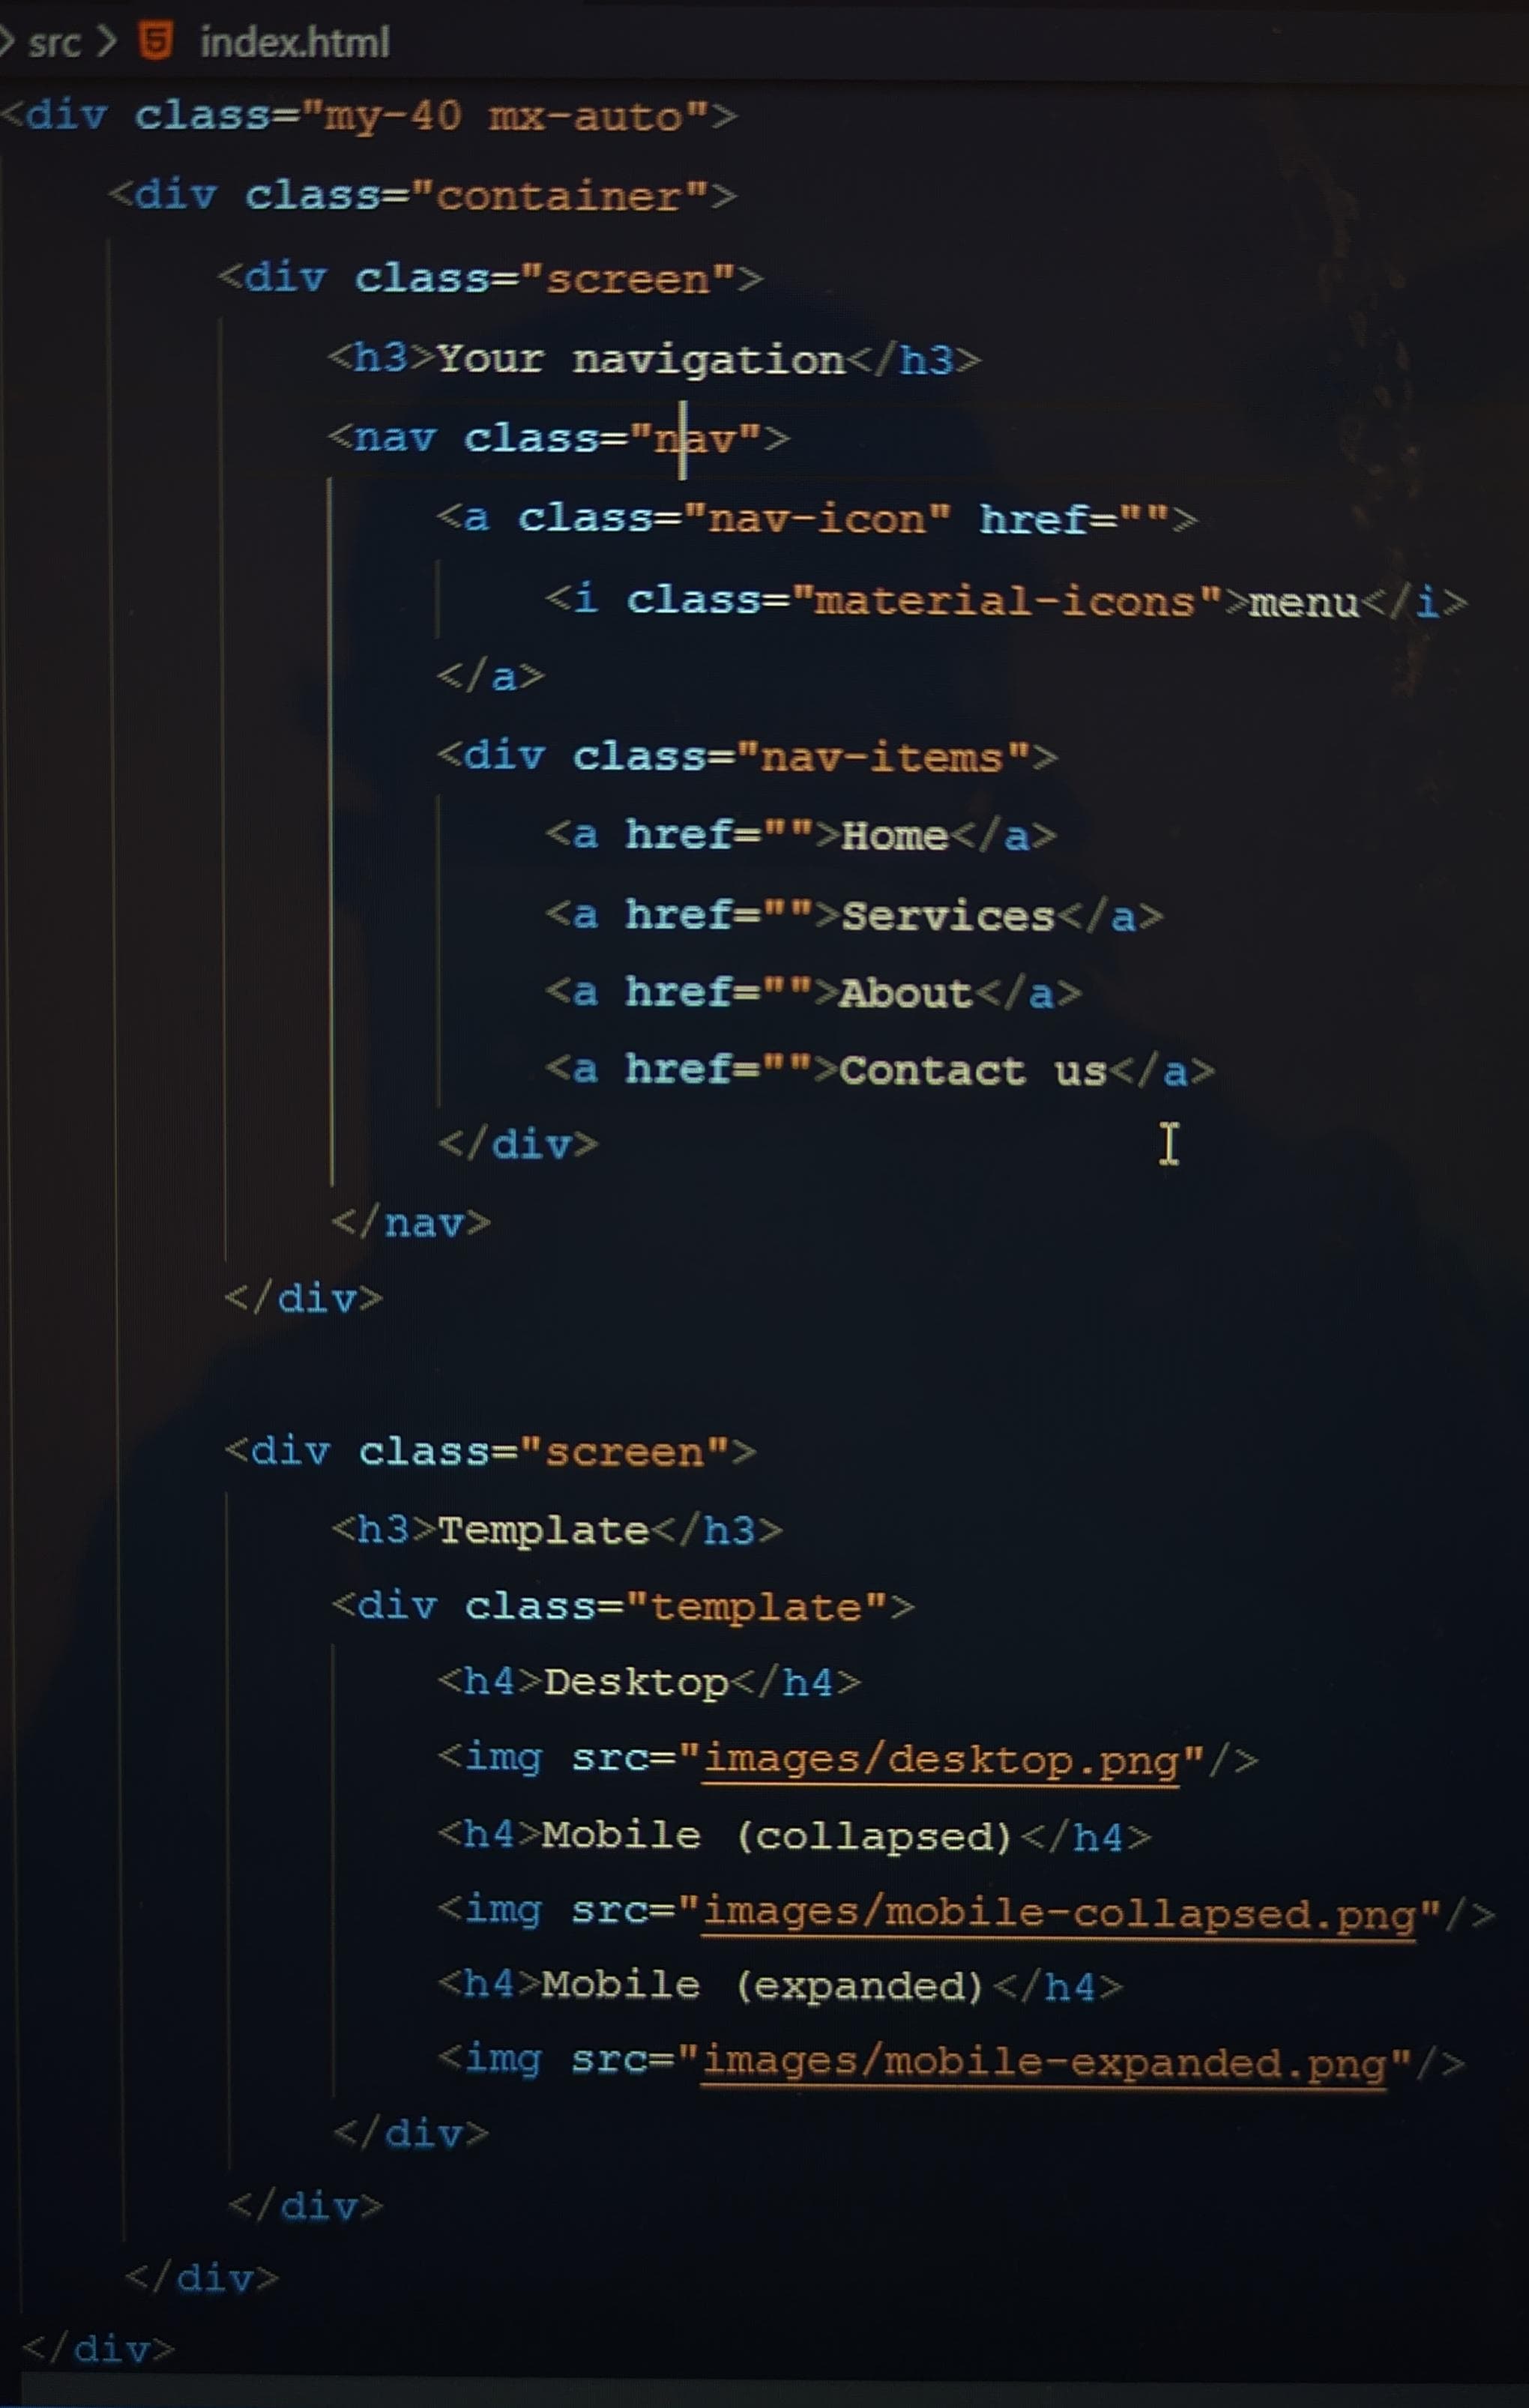 > src > 5 index.html
<div class="my-40 mx-auto">
<div class="container">
<div class="screen">
<h3>Your navigation</h3>
<nav class="nav">
<a class="nav-icon" href="">
<i class="material-icons">menu</i>
</a>
<div class="nav-items">
<a href="">Home</a>
<a href="">Services</a>
<a href="">About</a>
<a href="">Contact us</a>
</div>
</nav>
</div>
<div class="screen">
<h3>Template</h3>
<div class="template">
<h4>Desktop</h4>
<img src="images/desktop.png"/>
<h4>Mobile (collapsed)</h4>
<img src="images/mobile-collapsed.png"/>
<h4>Mobile (expanded)</h4>
<img src="images/mobile-expanded.png"/>
</div>
</div>
</div>
</div>